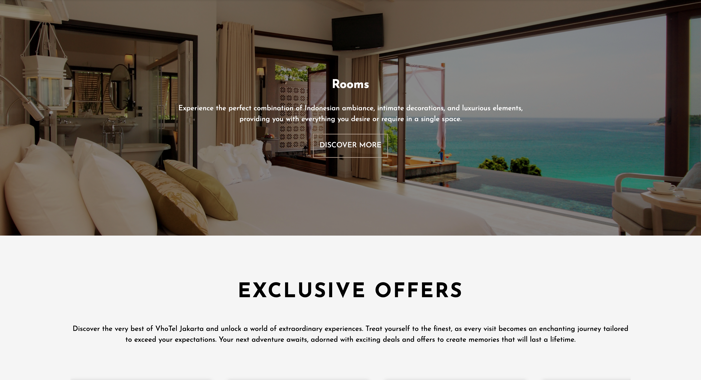 Rooms
Experience the perfect combination of Indonesian ambiance, intimate decorations, and luxurious elements,
providing you with everything you desire or require in a single space.
DISCOVER MORE
EXCLUSIVE OFFERS
Discover the very best of VhoTel Jakarta and unlock a world of extraordinary experiences. Treat yourself to the finest, as every visit becomes an enchanting journey tailored
to exceed your expectations. Your next adventure awaits, adorned with exciting deals and offers to create memories that will last a lifetime.